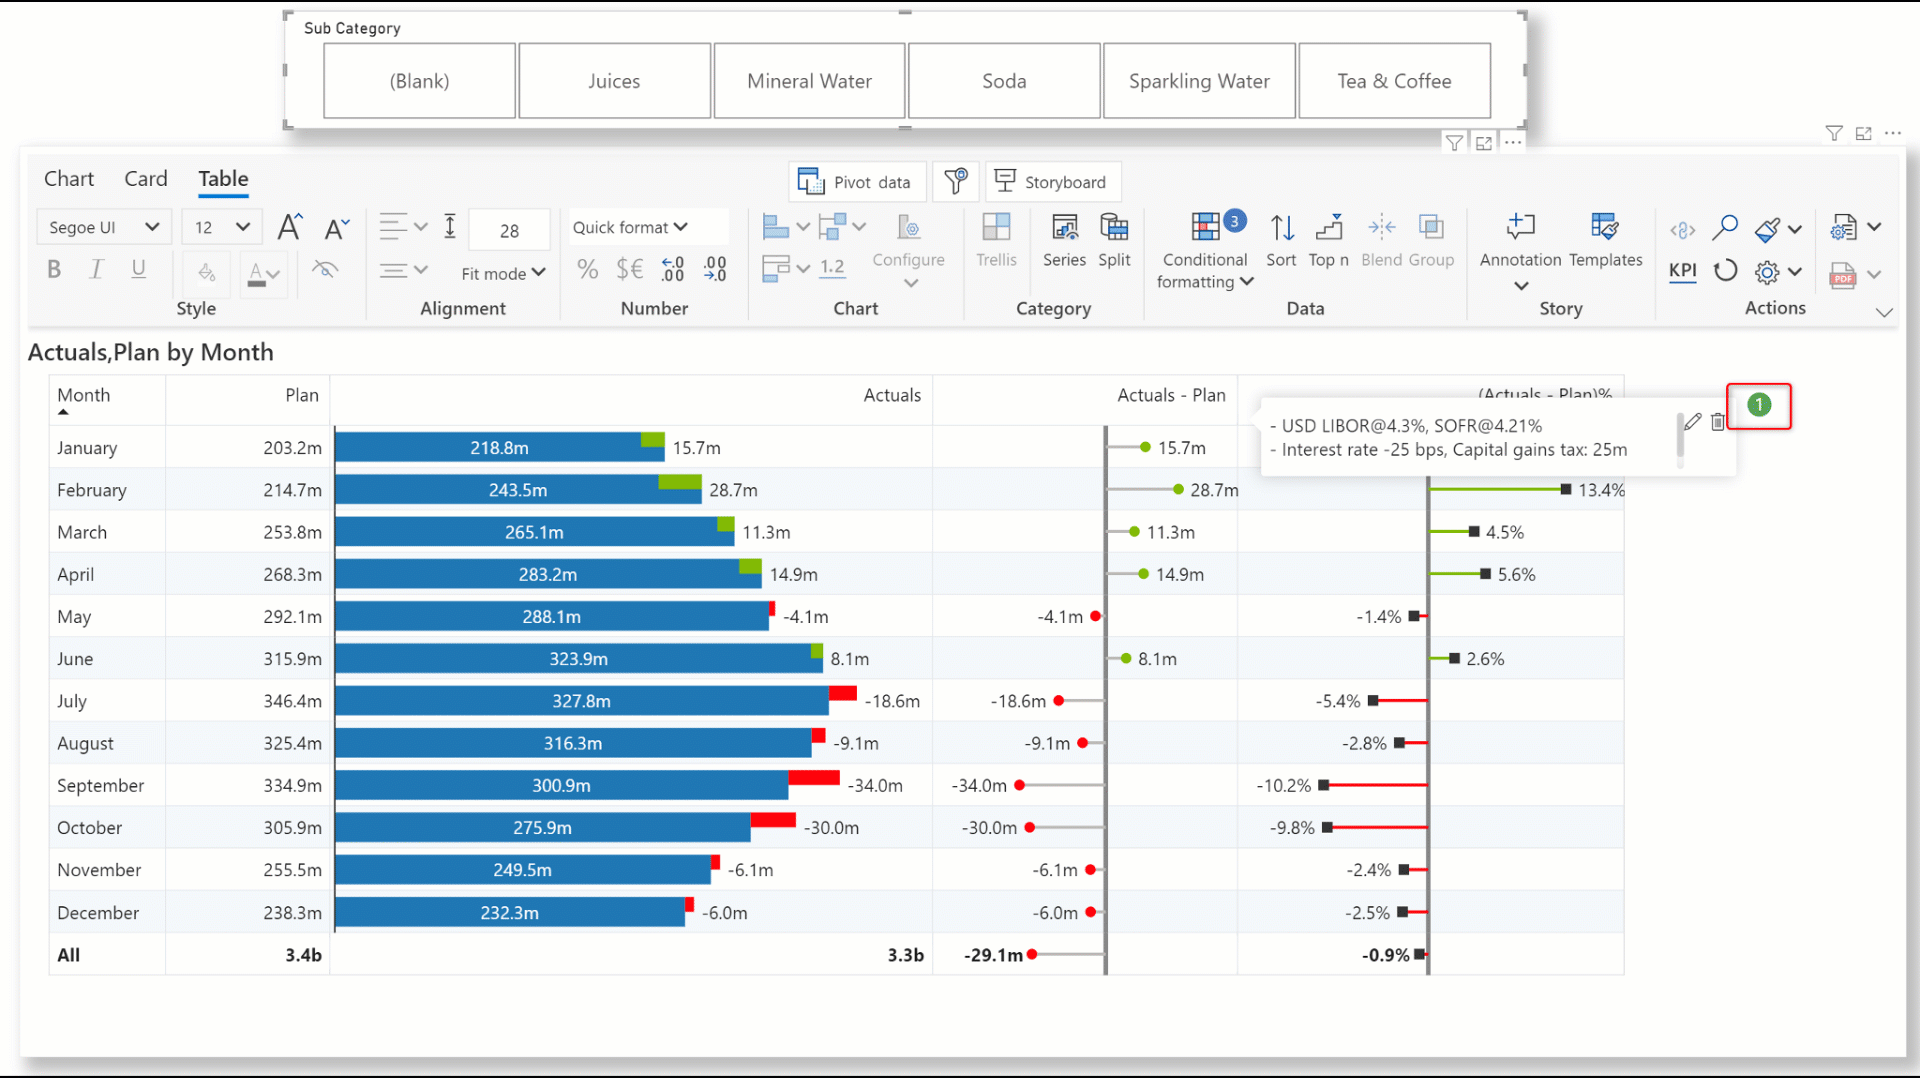 Sub Category
(Blank) Juices Mineral Water Soda Sparkling Water Tea & Coffee
Chart Card Table Pivot data Storyboard
Segoe UI 12 A A 28 Quick format 3
B I U A Fit mode % $€ .0 .00 .00 .0 1.2 Configure Trellis Series Split Conditional formatting Sort Top n Blend Group Annotation Templates KPI PDF
Style Alignment Number Chart Category Data Story Actions
Actuals,Plan by Month
Month Plan Actuals Actuals - Plan (Actuals - Plan)% 1
- USD LIBOR@4.3%, SOFR@4.21%
- Interest rate -25 bps, Capital gains tax: 25m
January 203.2m 218.8m 15.7m 15.7m
February 214.7m 243.5m 28.7m 28.7m 13.4%
March 253.8m 265.1m 11.3m 11.3m 4.5%
April 268.3m 283.2m 14.9m 14.9m 5.6%
May 292.1m 288.1m -4.1m -4.1m -1.4%
June 315.9m 323.9m 8.1m 8.1m 2.6%
July 346.4m 327.8m -18.6m -18.6m -5.4%
August 325.4m 316.3m -9.1m -9.1m -2.8%
September 334.9m 300.9m -34.0m -34.0m -10.2%
October 305.9m 275.9m -30.0m -30.0m -9.8%
November 255.5m 249.5m -6.1m -6.1m -2.4%
December 238.3m 232.3m -6.0m -6.0m -2.5%
All 3.4b 3.3b -29.1m -0.9%